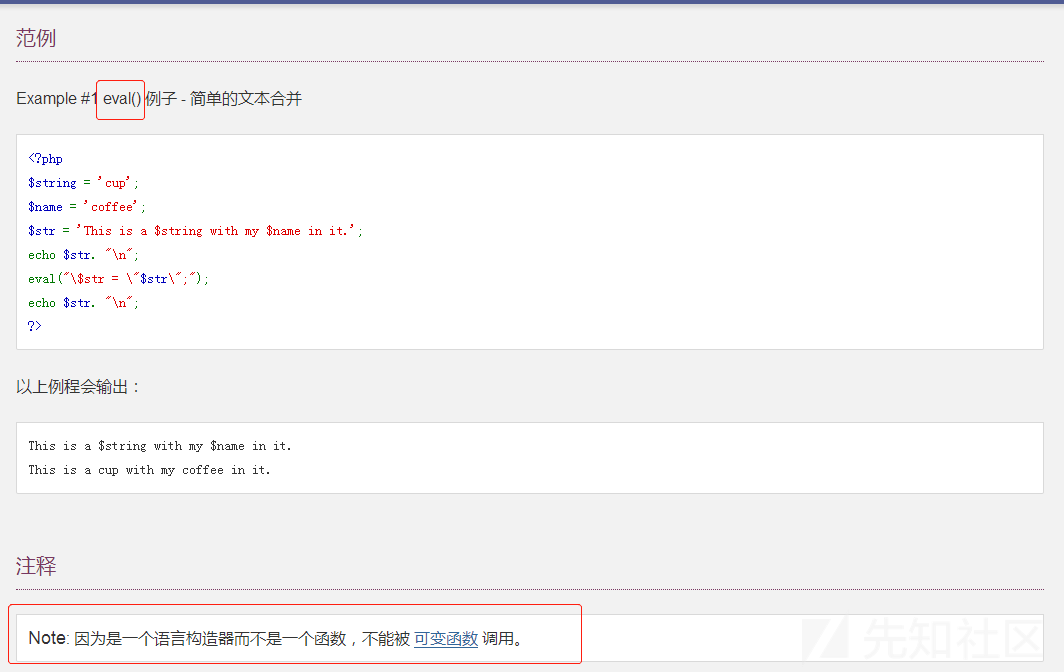 范例
Example #1 eval() 例子 - 简单的文本合并
<?php
$string = 'cup';
$name = 'coffee';
$str = 'This is a $string with my $name in it.';
echo $str. "\n";
eval("\$str = \"$str\";");
echo $str. "\n";
?>
以上例程会输出：
This is a $string with my $name in it.
This is a cup with my coffee in it.
注释
Note: 因为是一个语言构造器而不是一个函数，不能被 可变函数 调用。
先知社区